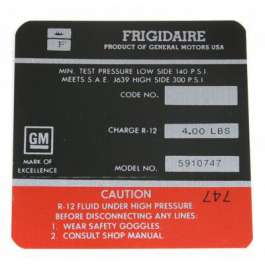 FRIGIDAIRE
F
PRODUCT OF GENERAL MOTORS USA
MIN. TEST PRESSURE LOW SIDE 140 P.S.I.
MEETS S.A.E. J639 HIGH SIDE 300 P.S.I.
CODE NO.
GM
CHARGE R-12 4.00 LBS
MARK OF
EXCELLENCE
MODEL NO. 5910747
747
CAUTION
R-12 FLUID UNDER HIGH PRESSURE
BEFORE DISCONNECTING ANY LINES:
1. WEAR SAFETY GOGGLES.
2. CONSULT SHOP MANUAL.